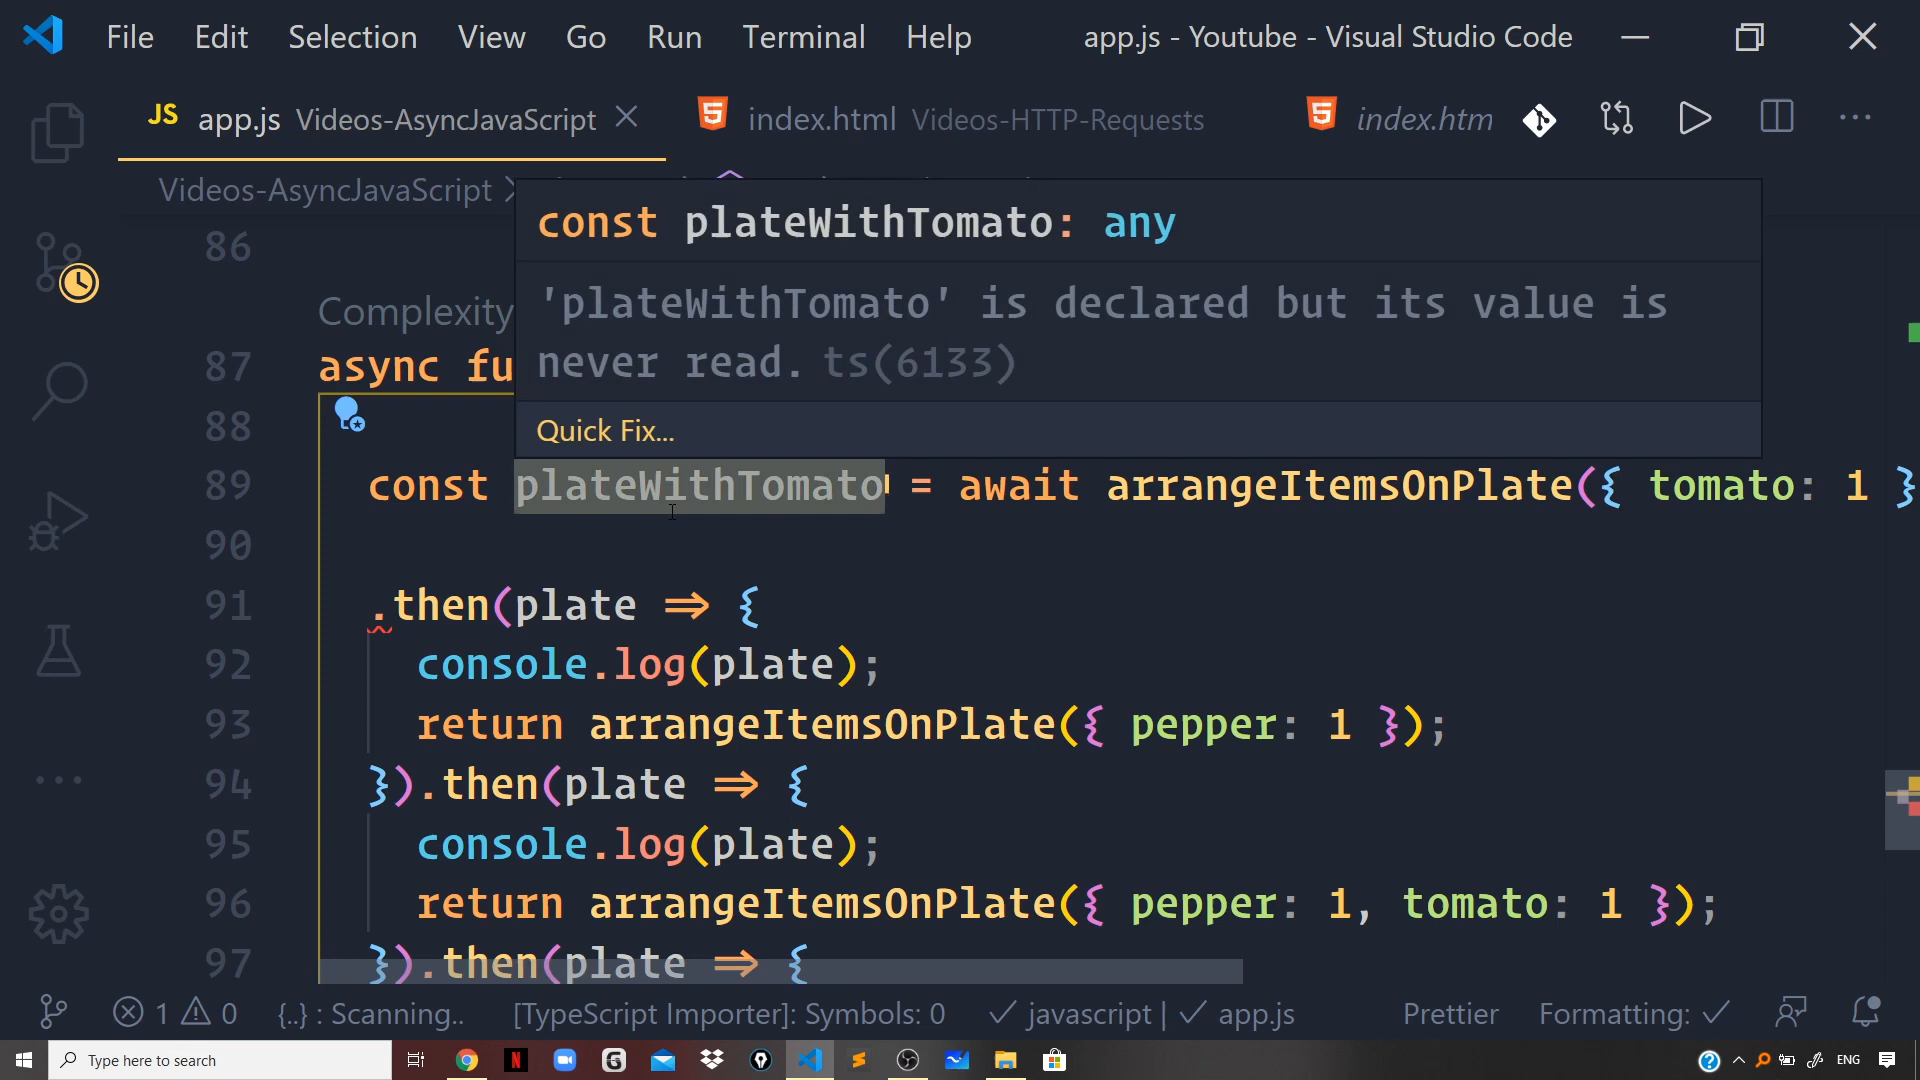 File Edit Selection View Go Run Terminal Help app.js - Youtube - Visual Studio Code
JS app.js Videos-AsyncJavaScript index.html Videos-HTTP-Requests index.htm
Videos-AsyncJavaScript
const plateWithTomato: any
'plateWithTomato' is declared but its value is
never read. ts(6133)
Quick Fix...
86
Complexity
87 async fu
88
89 const plateWithTomato = await arrangeItemsOnPlate({ tomato: 1 }
90
91 .then(plate => {
92 console.log(plate);
93 return arrangeItemsOnPlate({ pepper: 1 });
94 }).then(plate => {
95 console.log(plate);
96 return arrangeItemsOnPlate({ pepper: 1, tomato: 1 });
97 }).then(plate => {
1 0 {..} : Scanning.. [TypeScript Importer]: Symbols: 0 ✓ javascript | ✓ app.js Prettier Formatting: ✓
Type here to search ENG